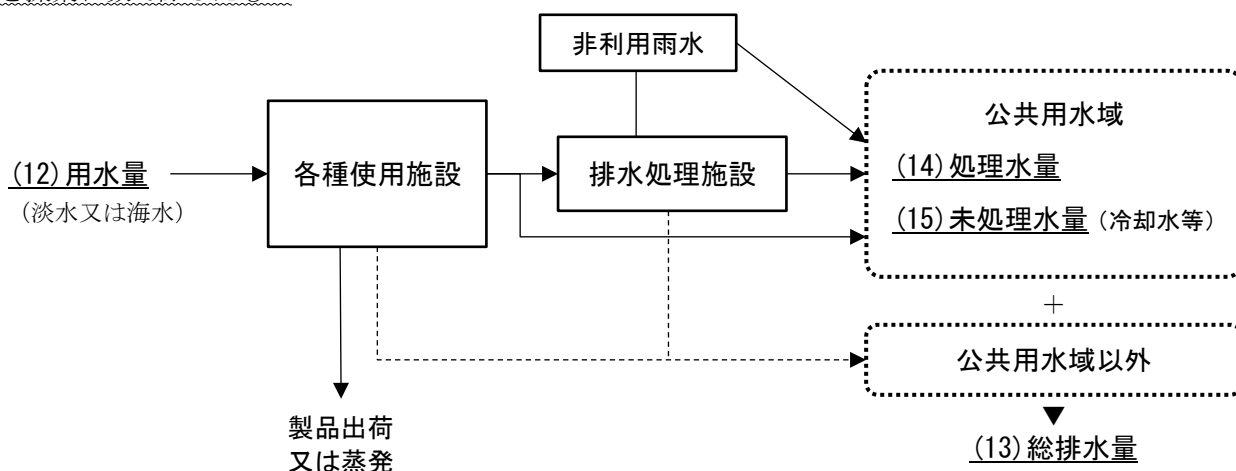 非利用雨水
公共用水域
(12)用水量
各種使用施設
排水処理施設
(14)処理水量
（淡水又は海水）
(15)未処理水量（冷却水等）
＋
公共用水域以外
製品出荷
又は蒸発
(13)総排水量